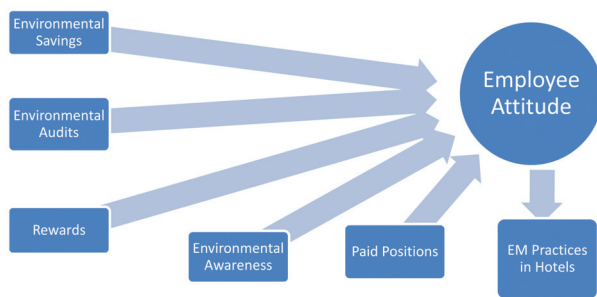 Environmental
Savings
Employee
Attitude
Environmental
Audits
Rewards
Environmental
Awareness
Paid Positions
EM Practices
in Hotels